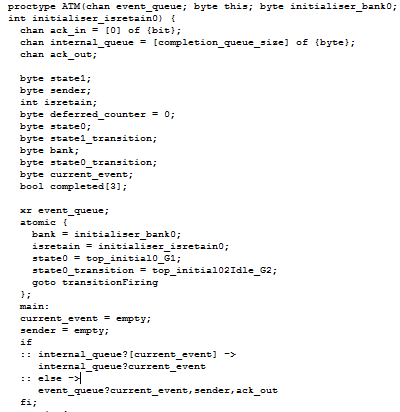 proctype ATM(chan event_queue; byte this; byte initialiser_bank0;
int initialiser_isretain0) {
chan ack_in = [0] of {bit};
chan internal_queue = [completion_queue_size] of {byte};
chan ack_out;
byte state1;
byte sender;
int isretain;
byte deferred_counter = 0;
byte state0;
byte state1_transition;
byte bank;
byte state0_transition;
byte current_event;
bool completed[3];
xr event_queue;
atomic {
bank = initialiser_bank0;
isretain = initialiser_isretain0;
state0 = top_initial0_G1;
state0_transition = top_initial02Idle_G2;
goto transitionFiring
};
main:
current_event = empty;
sender = empty;
if
:: internal_queue?[current_event] ->
internal_queue?current_event
:: else ->
event_queue?current_event,sender,ack_out
fi;